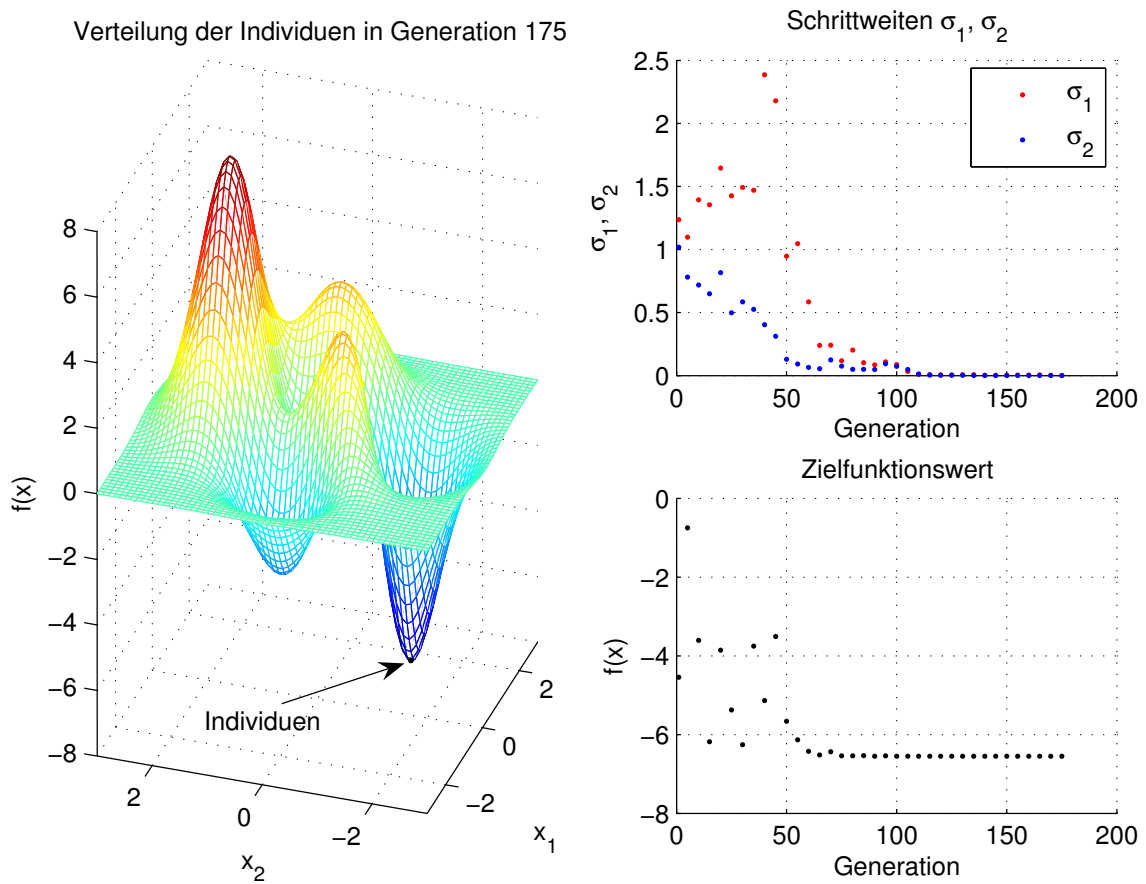 Verteilung der Individuen in Generation 175
8
6
4
2
0
−2
−4
−6
−8
f(x)
Individuen
2
0
−2
x2
2
0
−2
x1
Schrittweiten σ1, σ2
2.5
2
1.5
1
0.5
0
σ1, σ2
σ1
σ2
0
50
100
150
200
Generation
Zielfunktionswert
0
−2
−4
−6
−8
f(x)
0
50
100
150
200
Generation